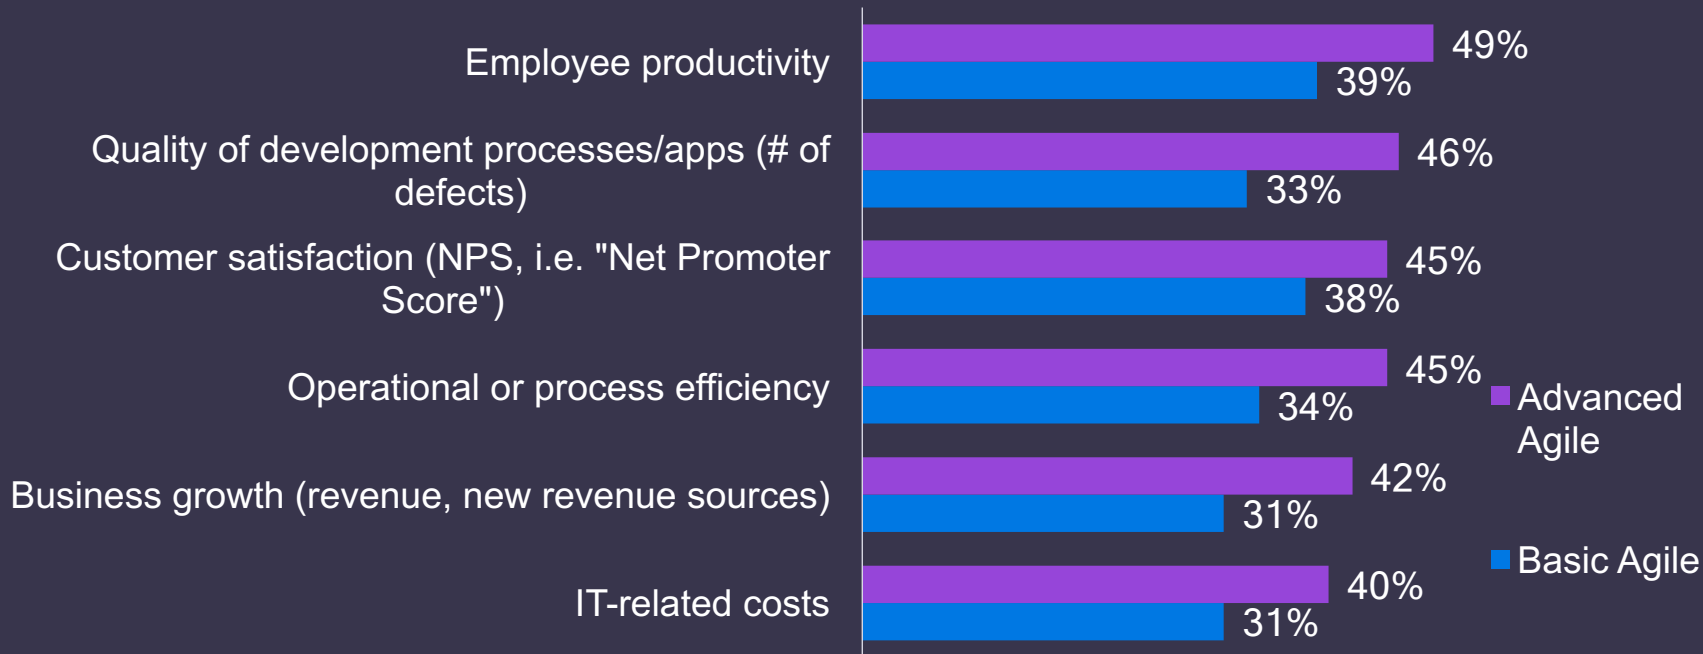 Employee productivity
49%
39%
Quality of development processes/apps (# of
defects)
46%
33%
Customer satisfaction (NPS, i.e. "Net Promoter
Score")
45%
38%
Operational or process efficiency
45%
34%
Business growth (revenue, new revenue sources)
42%
31%
IT-related costs
40%
31%
Advanced
Agile
Basic Agile